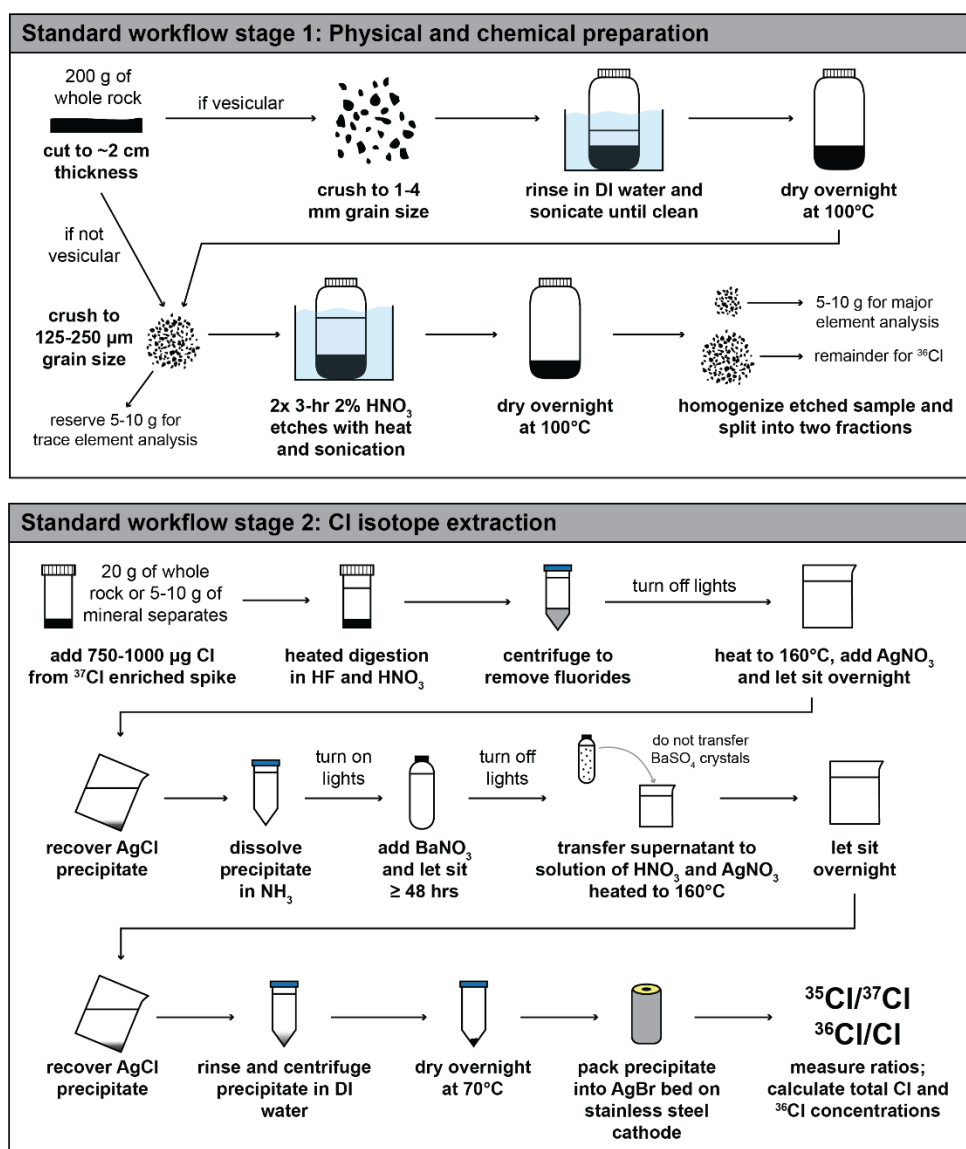 Standard workflow stage 1: Physical and chemical preparation
200 g of
whole rock
cut to ~2 cm
thickness
if vesicular
crush to 1-4
mm grain size
rinse in DI water and
sonicate until clean
dry overnight
at 100°C
if not
vesicular
crush to
125-250 µm
grain size
reserve 5-10 g for
trace element analysis
2x 3-hr 2% HNO₃
etches with heat
and sonication
dry overnight
at 100°C
5-10 g for major
element analysis
remainder for ³⁶Cl
homogenize etched sample and
split into two fractions
Standard workflow stage 2: Cl isotope extraction
20 g of whole
rock or 5-10 g of
mineral separates
add 750-1000 µg Cl
from ³⁷Cl enriched spike
heated digestion
in HF and HNO₃
centrifuge to
remove fluorides
turn off lights
heat to 160°C, add AgNO₃
and let sit overnight
recover AgCl
precipitate
dissolve
precipitate
in NH₃
turn on
lights
add BaNO₃
and let sit
≥ 48 hrs
turn off
lights
do not transfer
BaSO₄ crystals
transfer supernatant to
solution of HNO₃ and AgNO₃
heated to 160°C
let sit
overnight
recover AgCl
precipitate
rinse and centrifuge
precipitate in DI
water
dry overnight
at 70°C
pack precipitate
into AgBr bed on
stainless steel
cathode
³⁵Cl/³⁷Cl
³⁶Cl/Cl
measure ratios;
calculate total Cl and
³⁶Cl concentrations